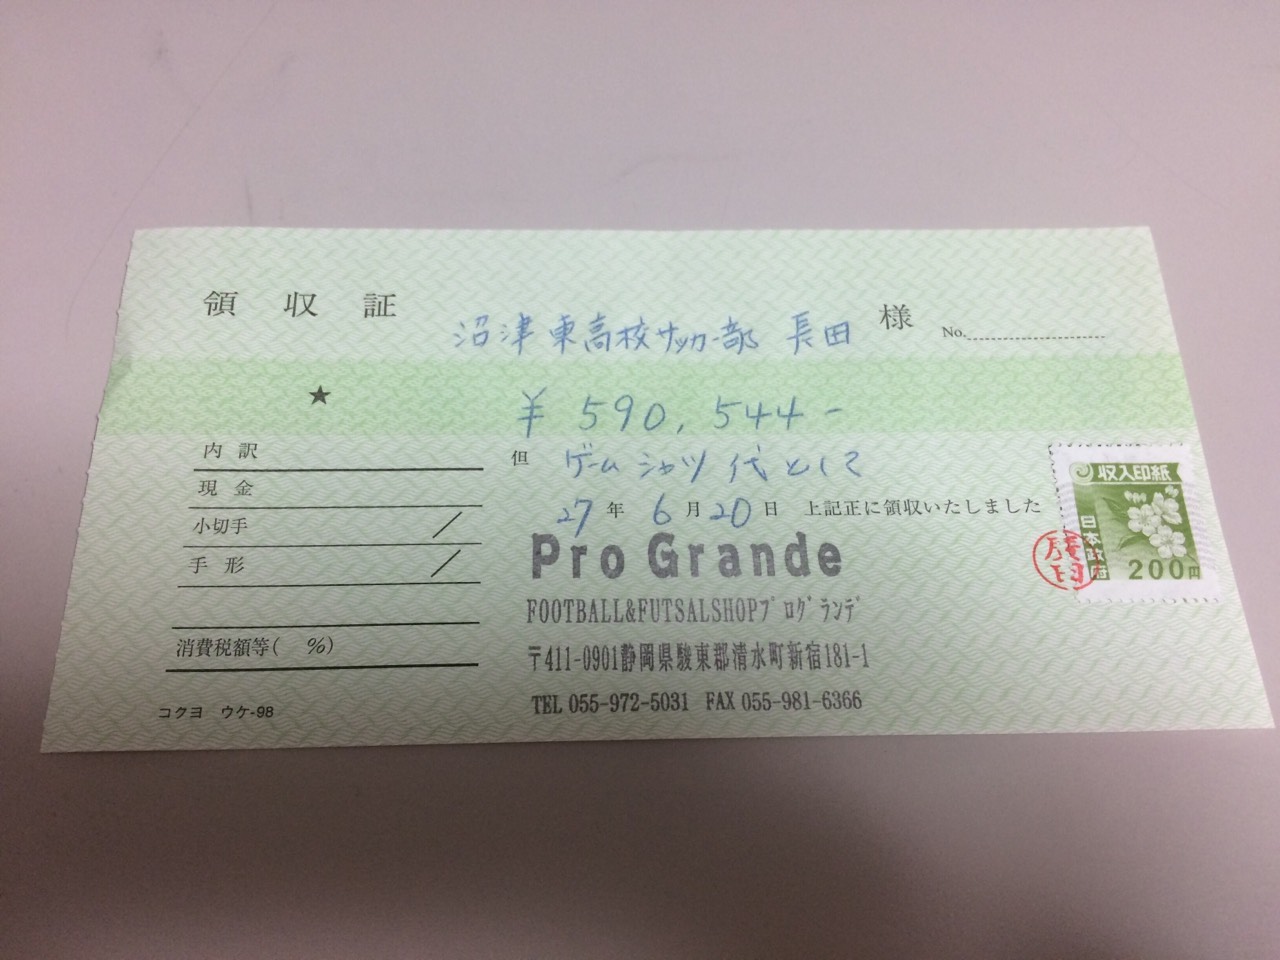 領収証
沼津東高校サッカー部 長田 様
No.
★
¥ 590,544-
内訳
但 ゲームシャツ代として
現金
27年 6月20日 上記正に領収いたしました
小切手
手形
消費税額等( %)
コクヨ ウケ-98
Pro Grande
FOOTBALL&FUTSALSHOPプログランデ
〒411-0901静岡県駿東郡清水町新宿181-1
TEL 055-972-5031 FAX 055-981-6366
収入印紙
日本政府
200円